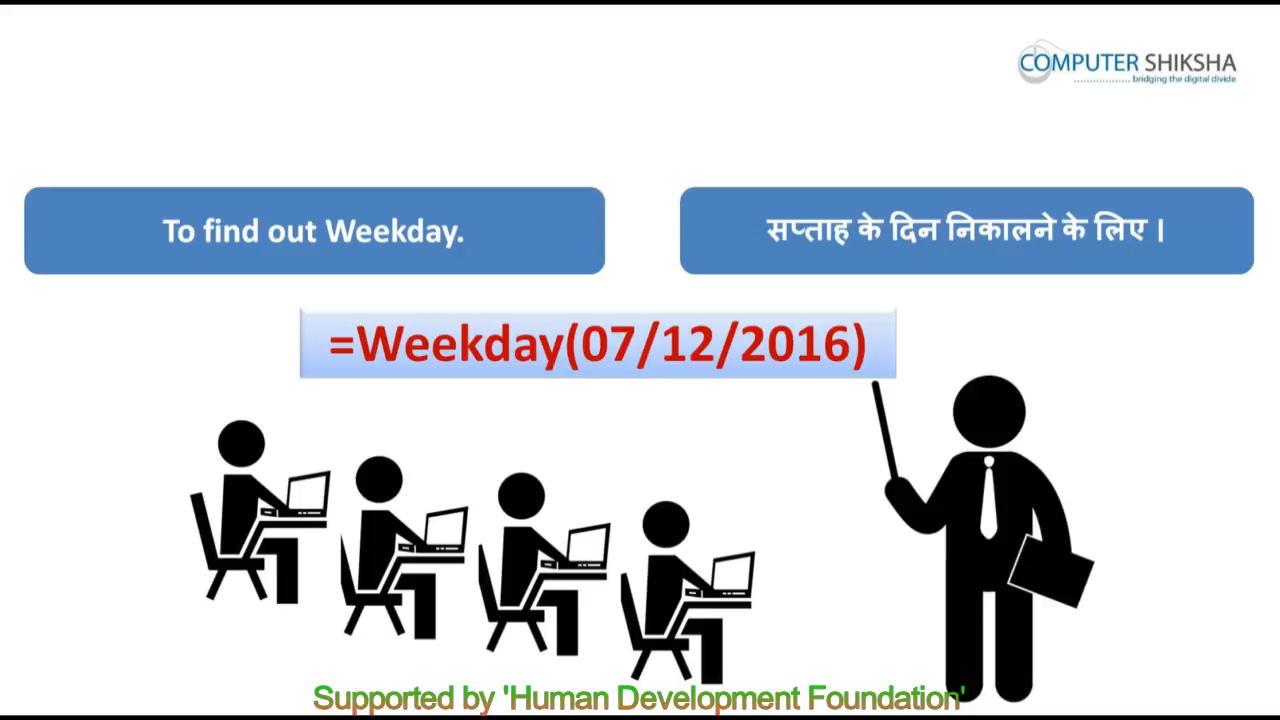 COMPUTER SHIKSHA
bridging the digital divide
To find out Weekday.
सप्ताह के दिन निकालने के लिए ।
=Weekday(07/12/2016)
Supported by 'Human Development Foundation'